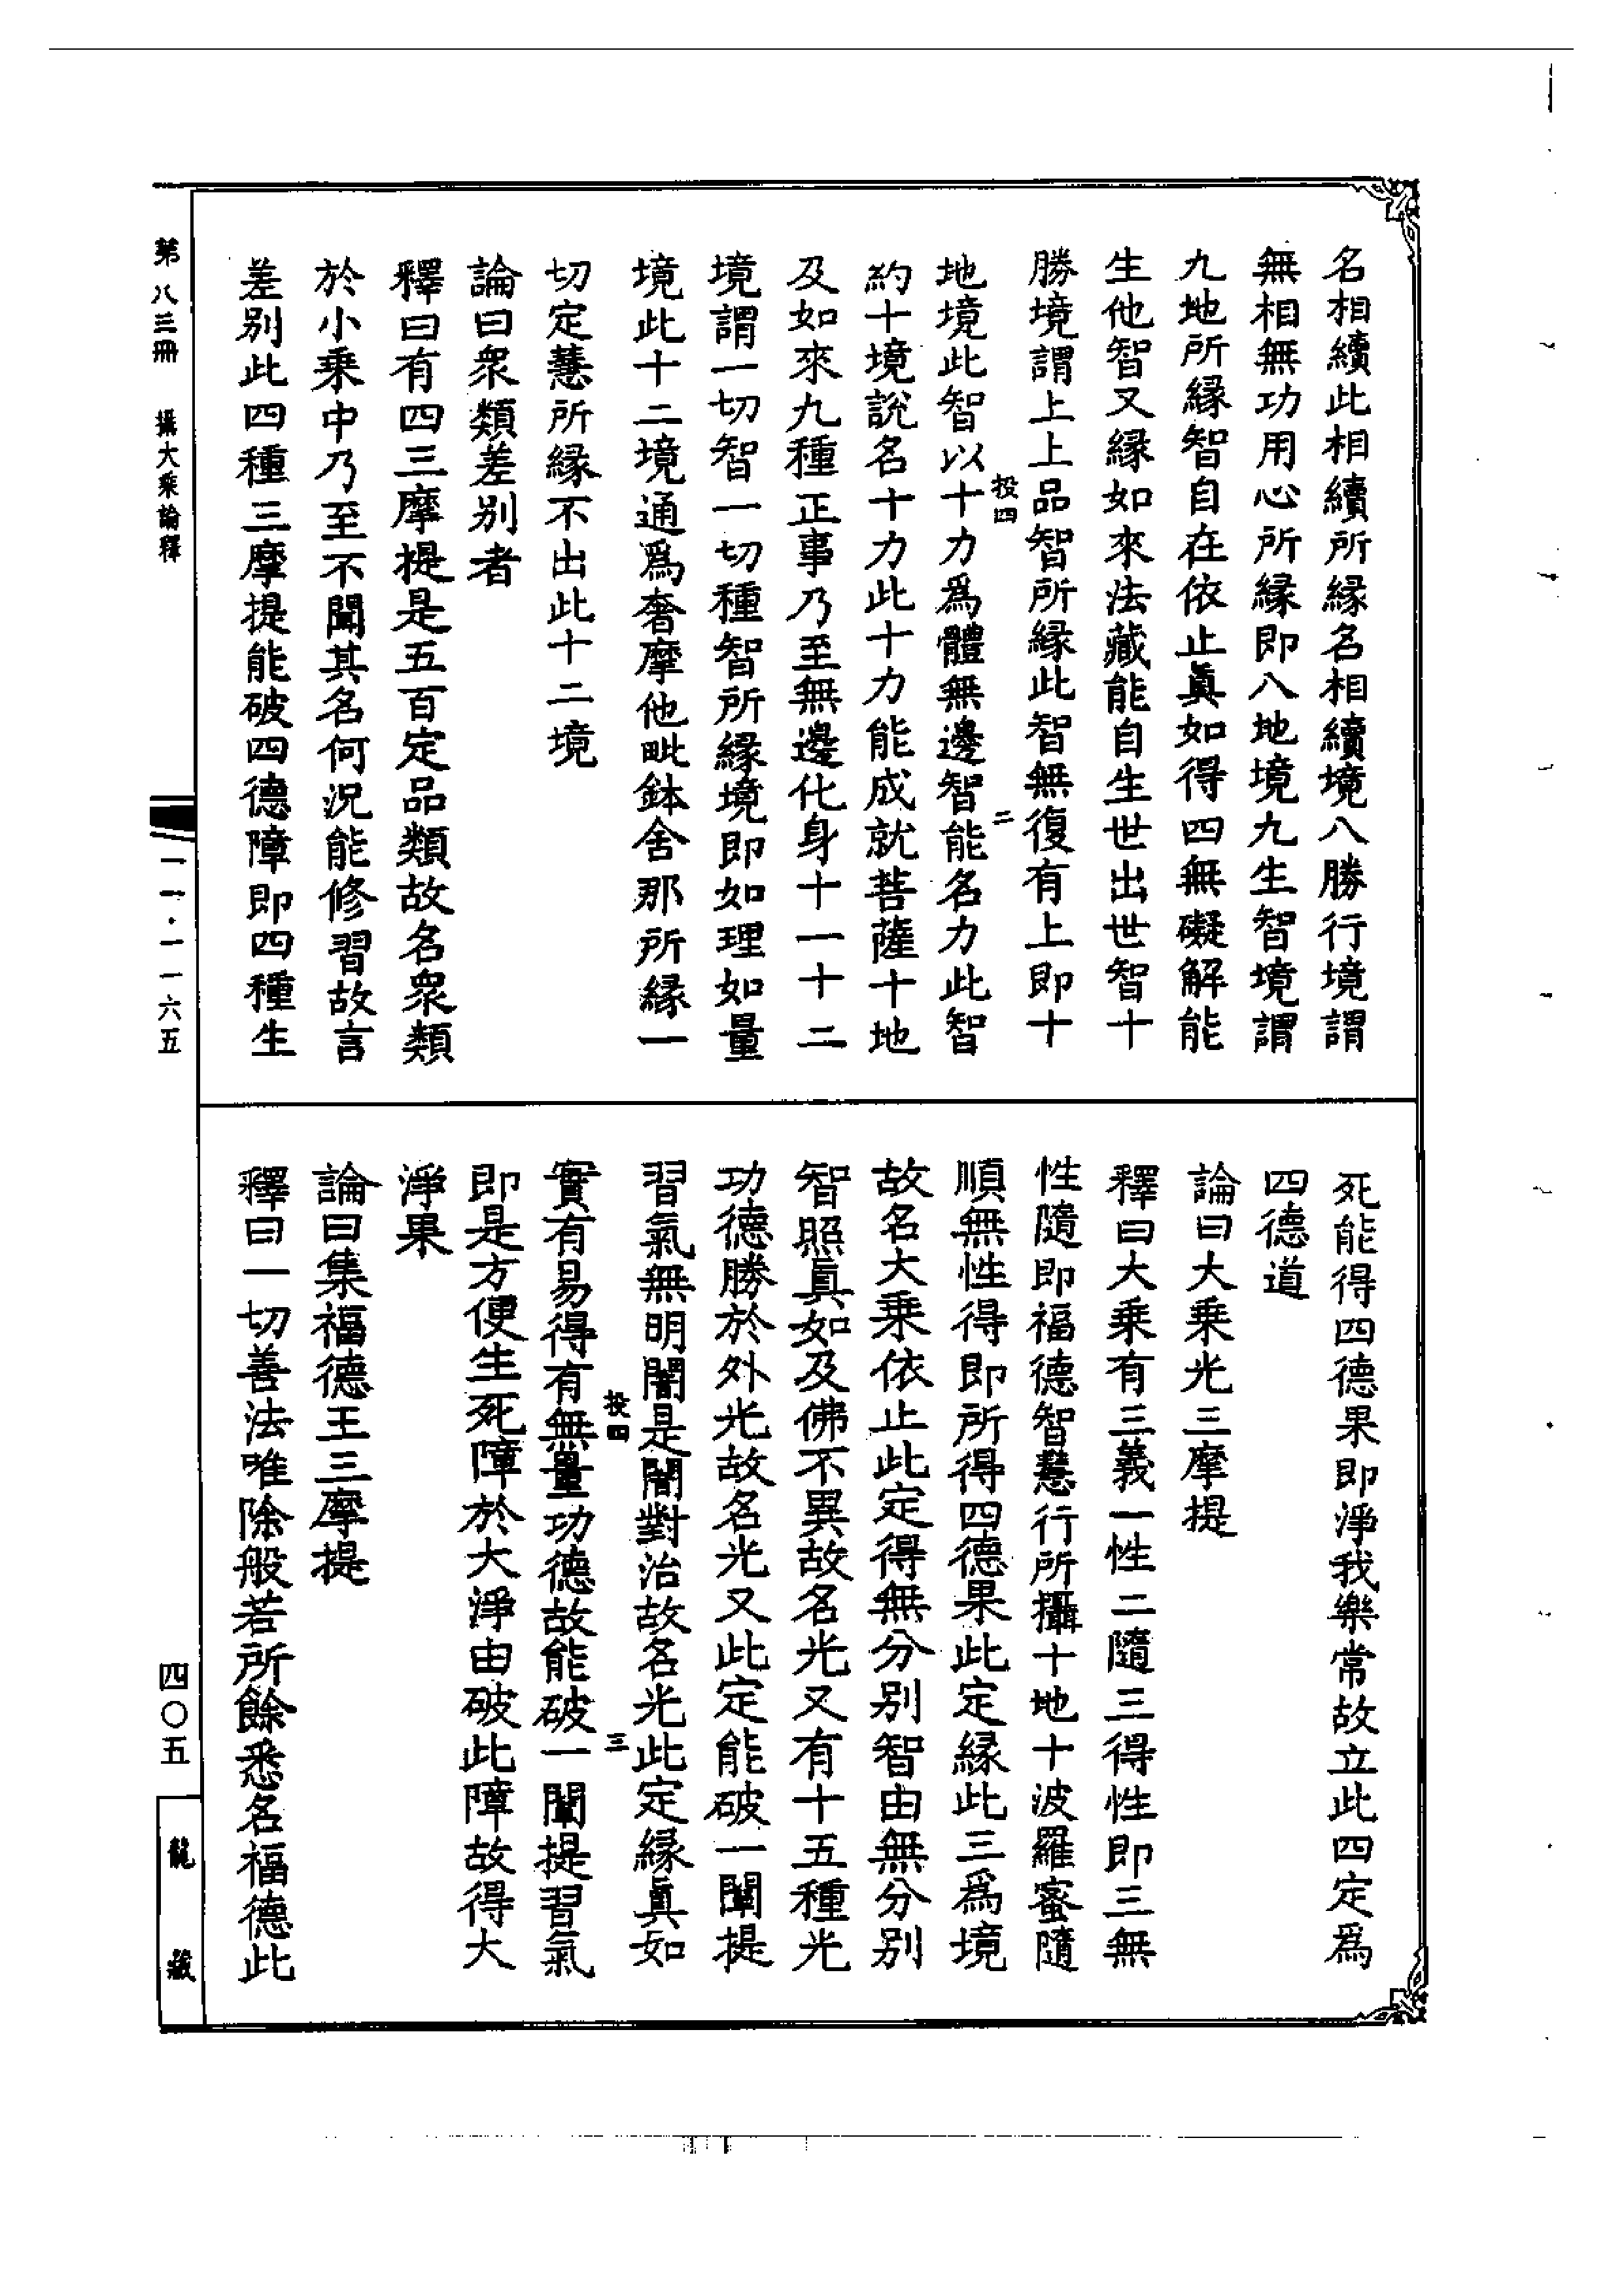 名相續此相續所緣名相續境八勝行境謂
無相無功用心所緣即八地境九生智境謂
九地所緣智自在依止眞如得四無礙解能
生他智又緣如來法藏能自生世出世智十
勝境謂上上品智所緣此智無復有上即十
投四
二
地境此智以十力爲體無邊智能名力此智
約十境說名十力此十力能成就菩薩十地
及如來九種正事乃至無邊化身十一十二
境謂一切智一切種智所緣境即如理如量
境此十二境通爲奢摩他毗鉢舍那所緣一
切定慧所緣不出此十二境
論曰衆類差别者
釋曰有四三摩提是五百定品類故名衆類
於小乘中乃至不聞其名何況能修習故言
差别此四種三摩提能破四德障即四種生
死能得四德果即淨我樂常故立此四定爲
四德道
論曰大乘光三摩提
釋曰大乘有三義一性二隨三得性即三無
性隨即福德智慧行所攝十地十波羅蜜隨
順無性得即所得四德果此定緣此三爲境
故名大乘依止此定得無分别智由無分别
智照眞如及佛不異故名光又有十五種光
功德勝於外光故名光又此定能破一闡提
習氣無明闇是闇對治故名光此定緣眞如
投四
三
實有易得有無量功德故能破一闡提習氣
即是方便生死障於大淨由破此障故得大
淨果
論曰集福德王三摩提
釋曰一切善法唯除般若所餘悉名福德此
第八三冊　攝大乘論釋
一一·一一六五
四〇五
龍藏